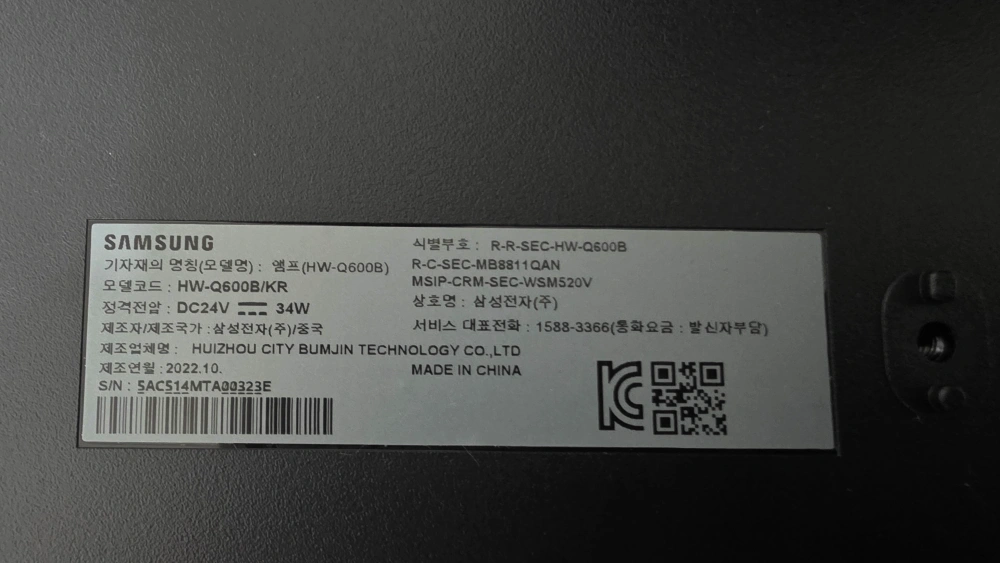 SAMSUNG
기자재의 명칭(모델명) : 앰프(HW-Q600B)
모델코드 : HW-Q600B/KR
정격전압 : DC24V 34W
제조자/제조국가 : 삼성전자(주)/중국
제조업체명 : HUIZHOU CITY BUMJIN TECHNOLOGY CO.,LTD
제조연월 : 2022.10.
S/N : 5ACS14MTA00323E
식별부호 : R-R-SEC-HW-Q600B
R-C-SEC-MB8811QAN
MSIP-CRM-SEC-WSM520V
상호명 : 삼성전자(주)
서비스 대표전화 : 1588-3366(통화요금 : 발신자부담)
MADE IN CHINA